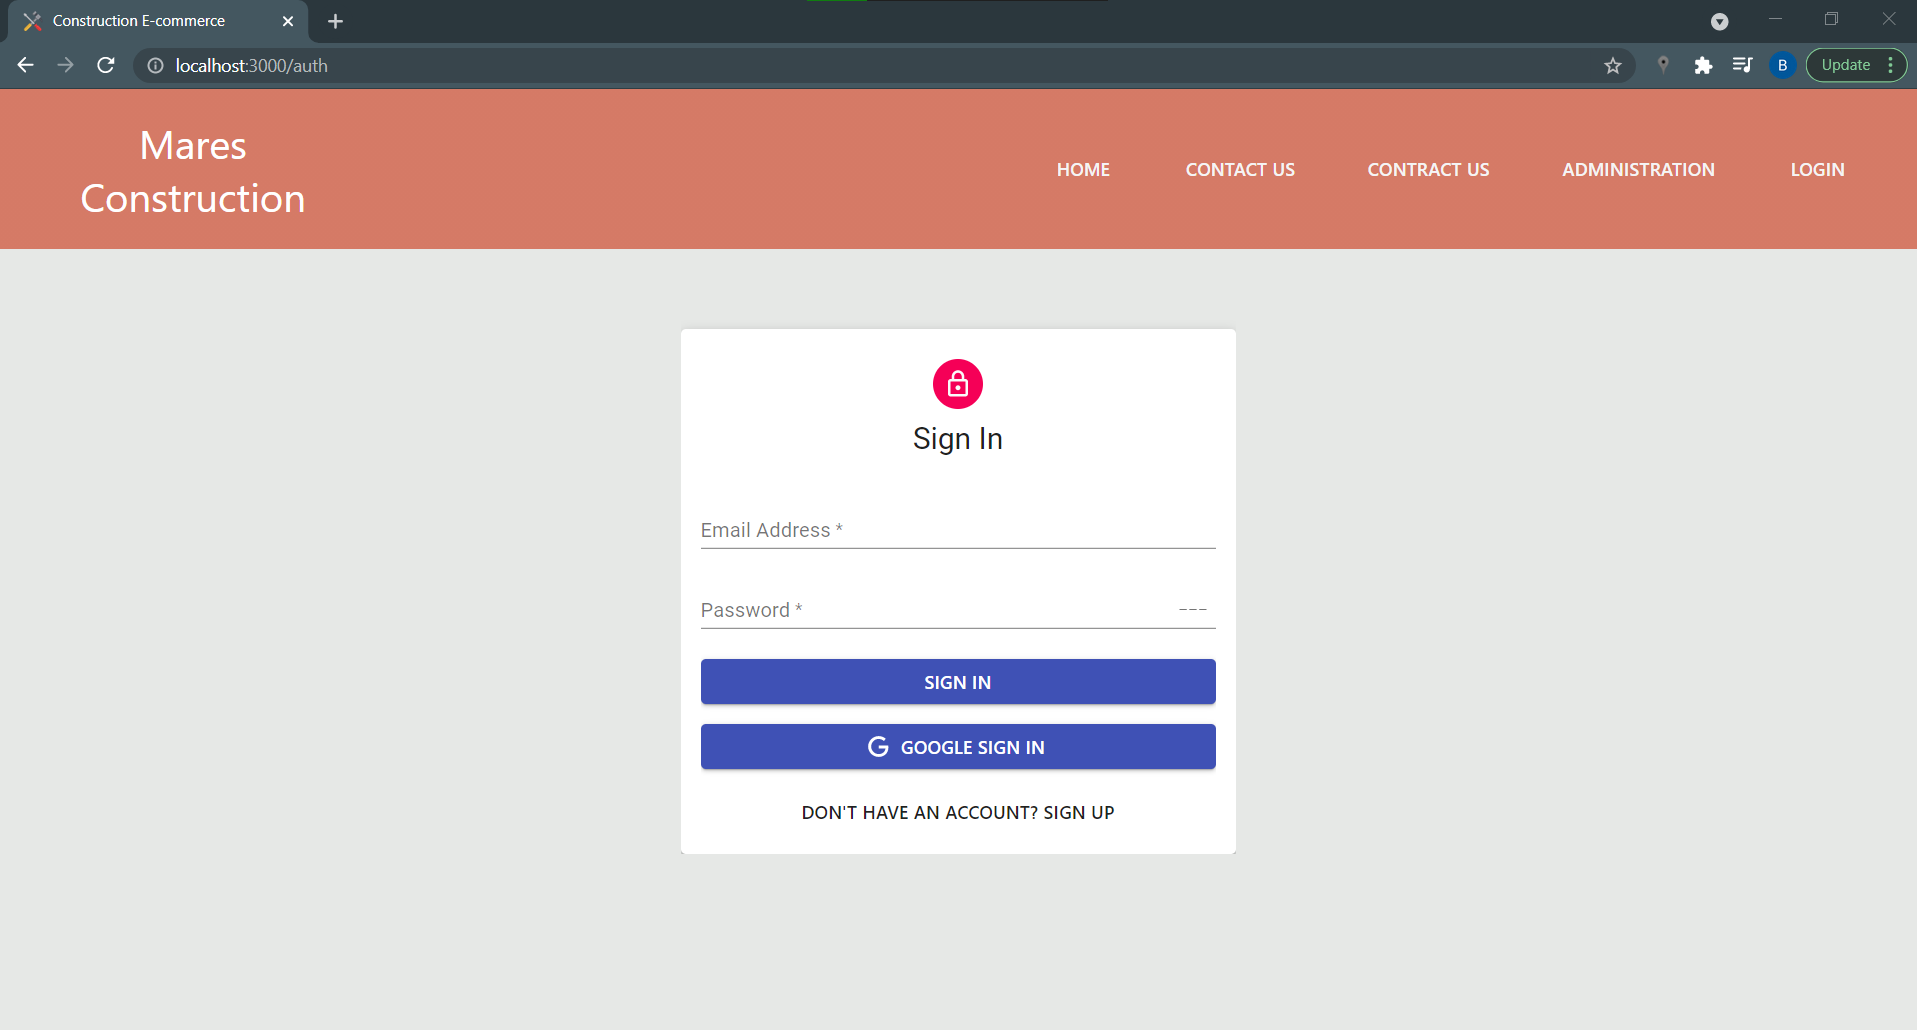 Construction E-commerce
localhost:3000/auth
B
Update
Mares
Construction
HOME
CONTACT US
CONTRACT US
ADMINISTRATION
LOGIN
Sign In
Email Address *
Password *
---
SIGN IN
G GOOGLE SIGN IN
DON'T HAVE AN ACCOUNT? SIGN UP